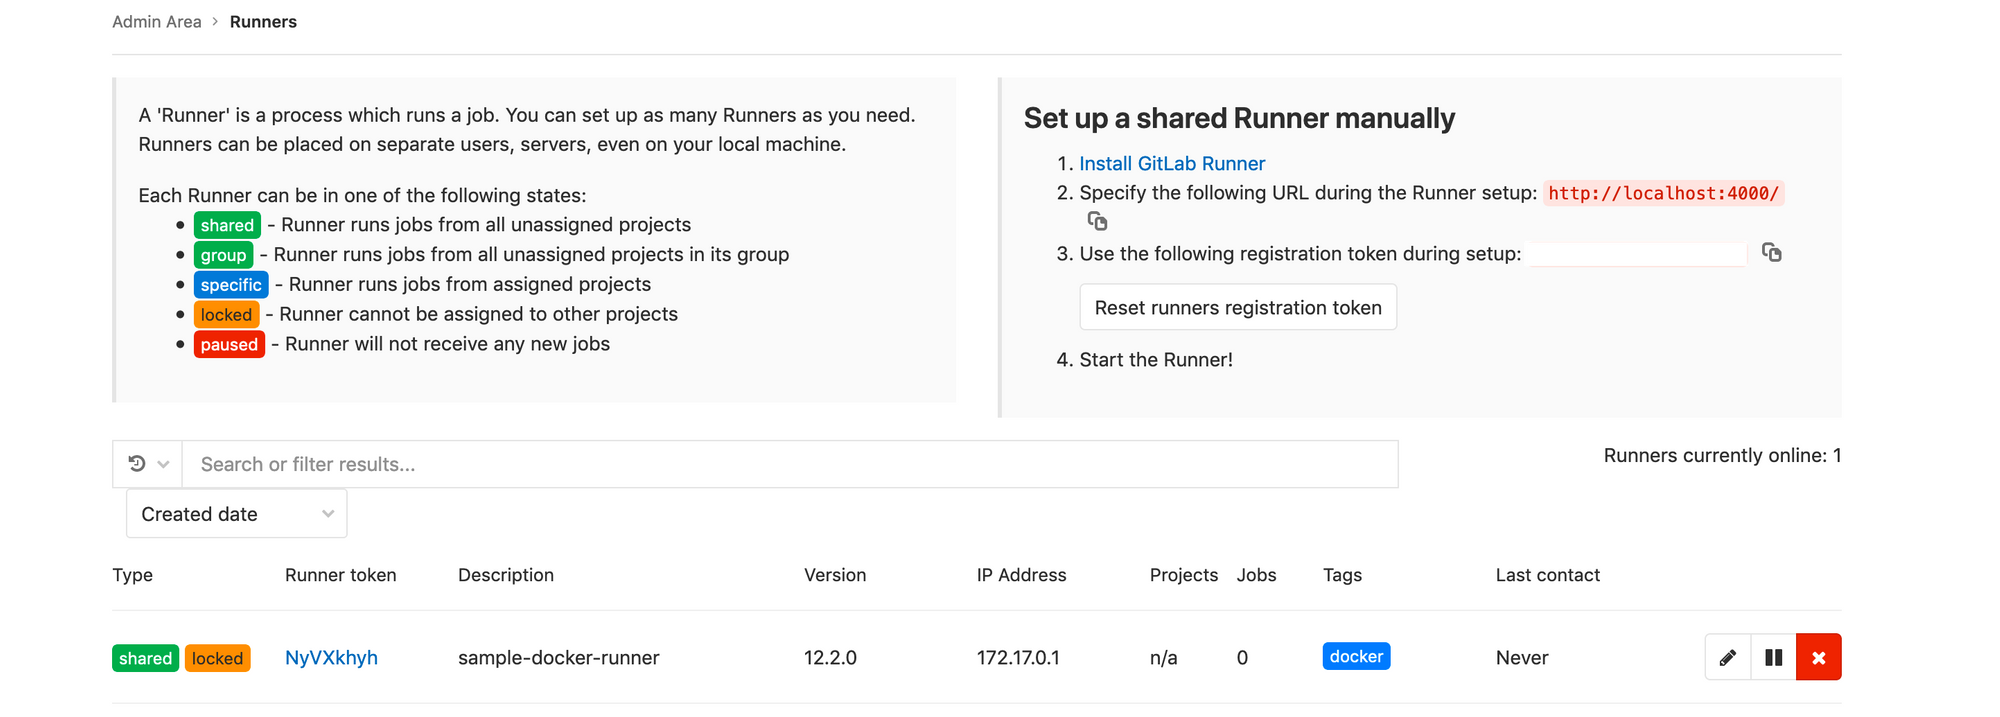 Admin Area › Runners
A 'Runner' is a process which runs a job. You can set up as many Runners as you need.
Runners can be placed on separate users, servers, even on your local machine.
Each Runner can be in one of the following states:
• shared - Runner runs jobs from all unassigned projects
• group - Runner runs jobs from all unassigned projects in its group
• specific - Runner runs jobs from assigned projects
• locked - Runner cannot be assigned to other projects
• paused - Runner will not receive any new jobs
Set up a shared Runner manually
1. Install GitLab Runner
2. Specify the following URL during the Runner setup: http://localhost:4000/
3. Use the following registration token during setup:
Reset runners registration token
4. Start the Runner!
Search or filter results...
Runners currently online: 1
Created date
Type Runner token Description Version IP Address Projects Jobs Tags Last contact
shared locked NyVXkhyh sample-docker-runner 12.2.0 172.17.0.1 n/a 0 docker Never